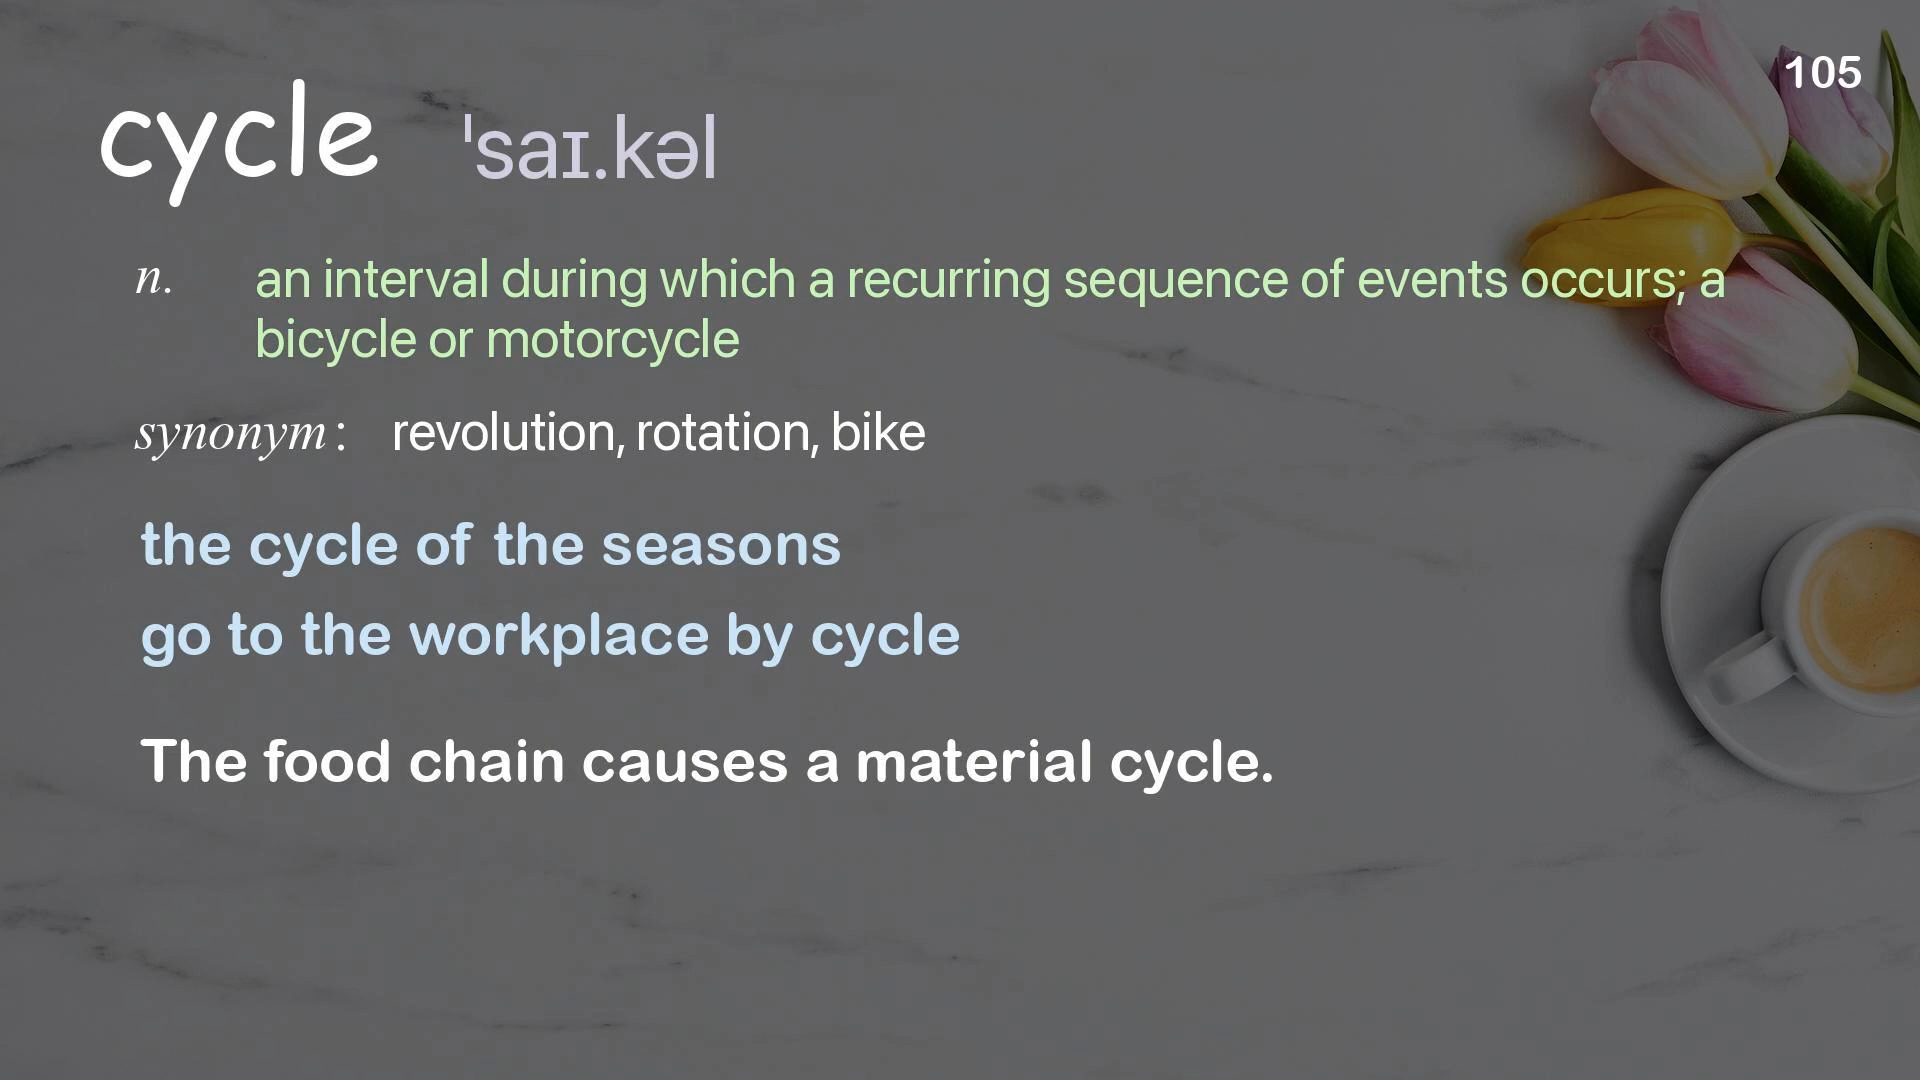 105
cycle ˈsaɪ.kəl
n. an interval during which a recurring sequence of events occurs; a
bicycle or motorcycle
synonym: revolution, rotation, bike
the cycle of the seasons
go to the workplace by cycle
The food chain causes a material cycle.